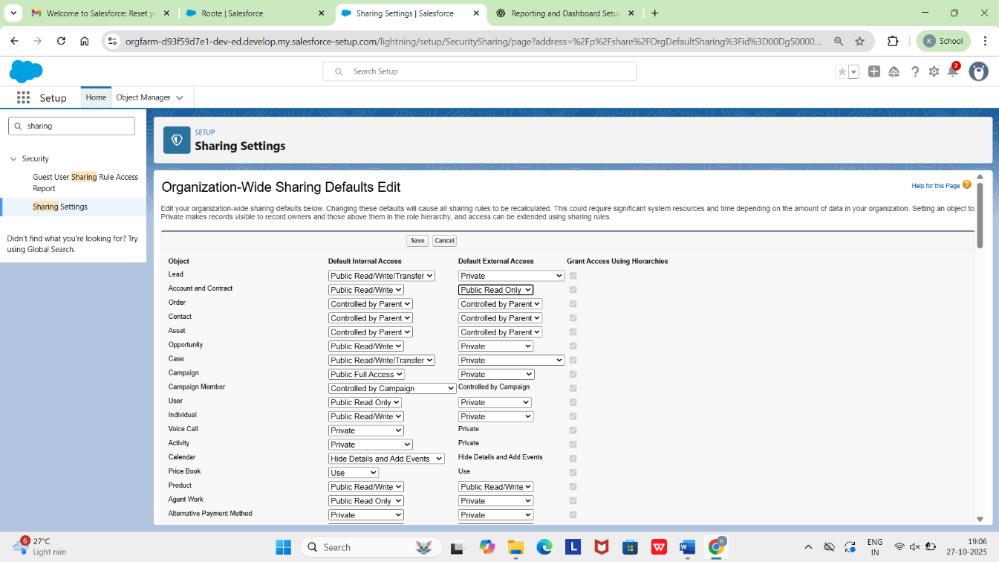 Welcome to Salesforce: Reset yo
Roote | Salesforce
Sharing Settings | Salesforce
Reporting and Dashboard Setu
orgfarm-d93f59d7e1-dev-ed.develop.my.salesforce-setup.com/lightning/setup/SecuritySharing/page?address=%2Fp%2Fshare%2FOrgDefaultSharing%3Fid%3D00Dg50000...
K School
Search Setup
2
Setup Home Object Manager
sharing
Security
Guest User Sharing Rule Access
Report
Sharing Settings
Didn't find what you're looking for? Try
using Global Search.
SETUP
Sharing Settings
Organization-Wide Sharing Defaults Edit
Help for this Page ?
Edit your organization-wide sharing defaults below. Changing these defaults will cause all sharing rules to be recalculated. This could require significant system resources and time depending on the amount of data in your organization. Setting an object to
Private makes records visible to record owners and those above them in the role hierarchy, and access can be extended using sharing rules.
Save Cancel
Object Default Internal Access Default External Access Grant Access Using Hierarchies
Lead Public Read/Write/Transfer Private
Account and Contract Public Read/Write Public Read Only
Order Controlled by Parent Controlled by Parent
Contact Controlled by Parent Controlled by Parent
Asset Controlled by Parent Controlled by Parent
Opportunity Public Read/Write Private
Case Public Read/Write/Transfer Private
Campaign Public Full Access Private
Campaign Member Controlled by Campaign Controlled by Campaign
User Public Read Only Private
Individual Public Read/Write Private
Voice Call Private Private
Activity Private Private
Calendar Hide Details and Add Events Hide Details and Add Events
Price Book Use Use
Product Public Read/Write Public Read/Write
Agent Work Public Read Only Private
Alternative Payment Method Private Private
6
27°C
Light rain
Search
ENG
IN
19:06
27-10-2025